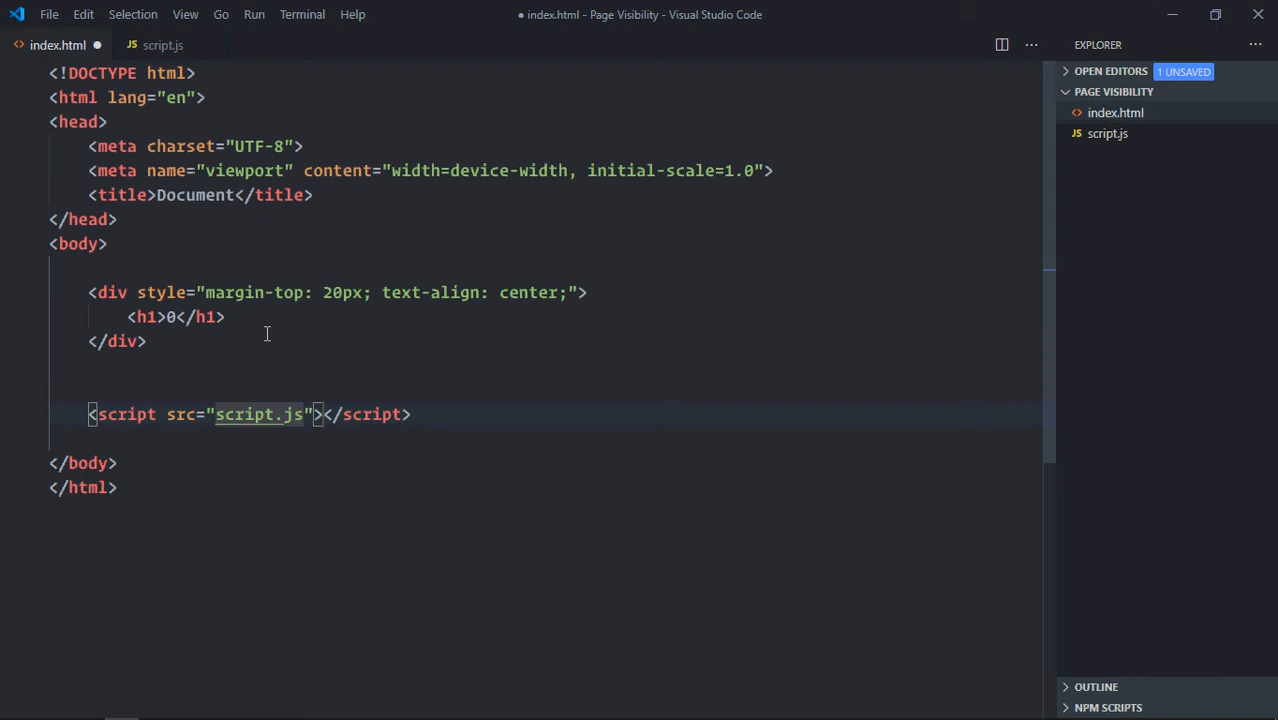 File Edit Selection View Go Run Terminal Help
● index.html - Page Visibility - Visual Studio Code
<> index.html ●
JS script.js
EXPLORER
OPEN EDITORS 1 UNSAVED
PAGE VISIBILITY
<> index.html
JS script.js
<!DOCTYPE html>
<html lang="en">
<head>
<meta charset="UTF-8">
<meta name="viewport" content="width=device-width, initial-scale=1.0">
<title>Document</title>
</head>
<body>
<div style="margin-top: 20px; text-align: center;">
<h1>0</h1>
</div>
<script src="script.js"></script>
</body>
</html>
OUTLINE
NPM SCRIPTS